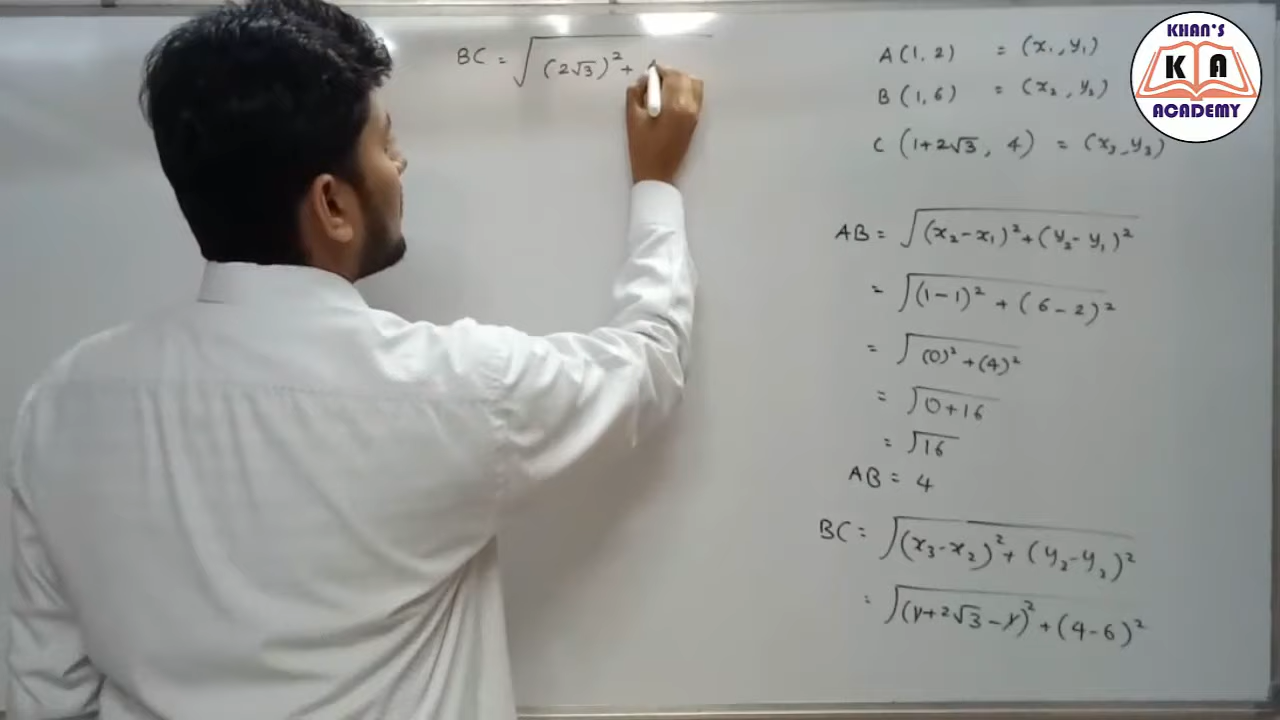 BC = √(2√3)² +
A (1, 2) = (x₁, y₁)
B (1, 6) = (x₂, y₂)
C (1+2√3, 4) = (x₃, y₃)
AB = √(x₂ - x₁)² + (y₂ - y₁)²
= √(1-1)² + (6-2)²
= √(0)² + (4)²
= √0+16
= √16
AB = 4
BC = √(x₃ - x₂)² + (y₃ - y₂)²
= √(1+2√3 - 1)² + (4-6)²
KHAN'S
K A
ACADEMY